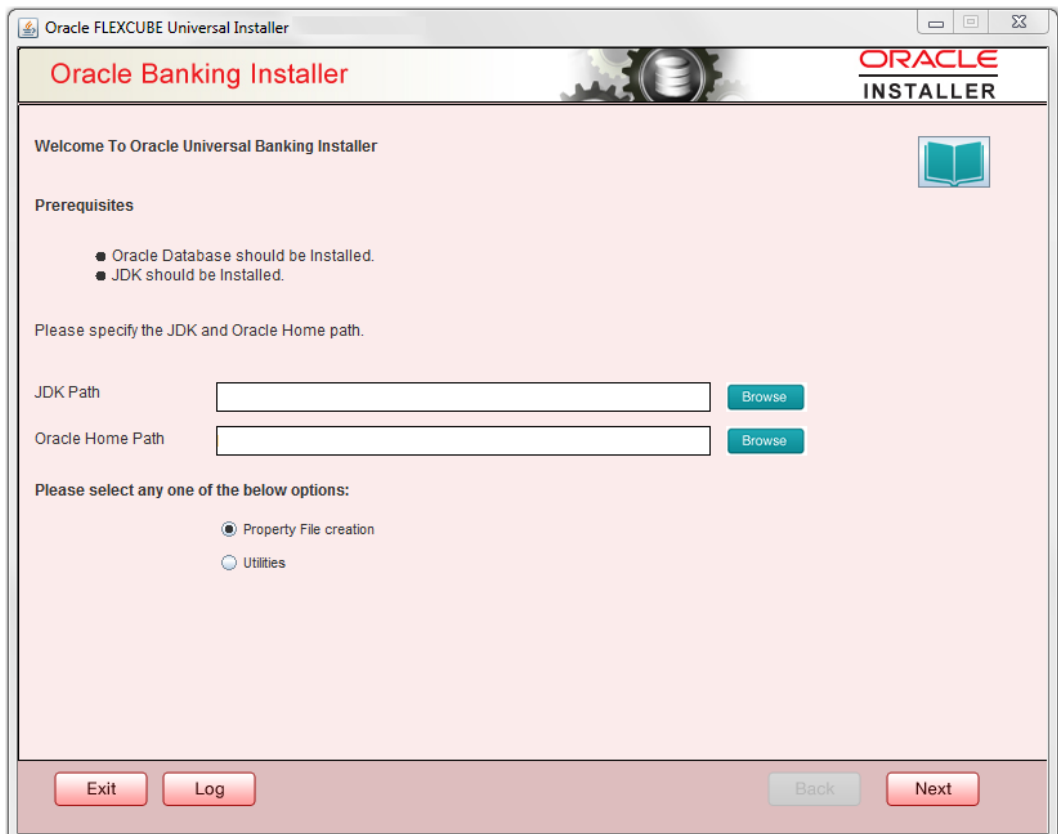 Oracle FLEXCUBE Universal Installer
Oracle Banking Installer
ORACLE
INSTALLER
Welcome To Oracle Universal Banking Installer
Prerequisites
Oracle Database should be Installed.
JDK should be Installed.
Please specify the JDK and Oracle Home path.
JDK Path
Browse
Oracle Home Path
Browse
Please select any one of the below options:
Property File creation
Utilities
Exit
Log
Back
Next